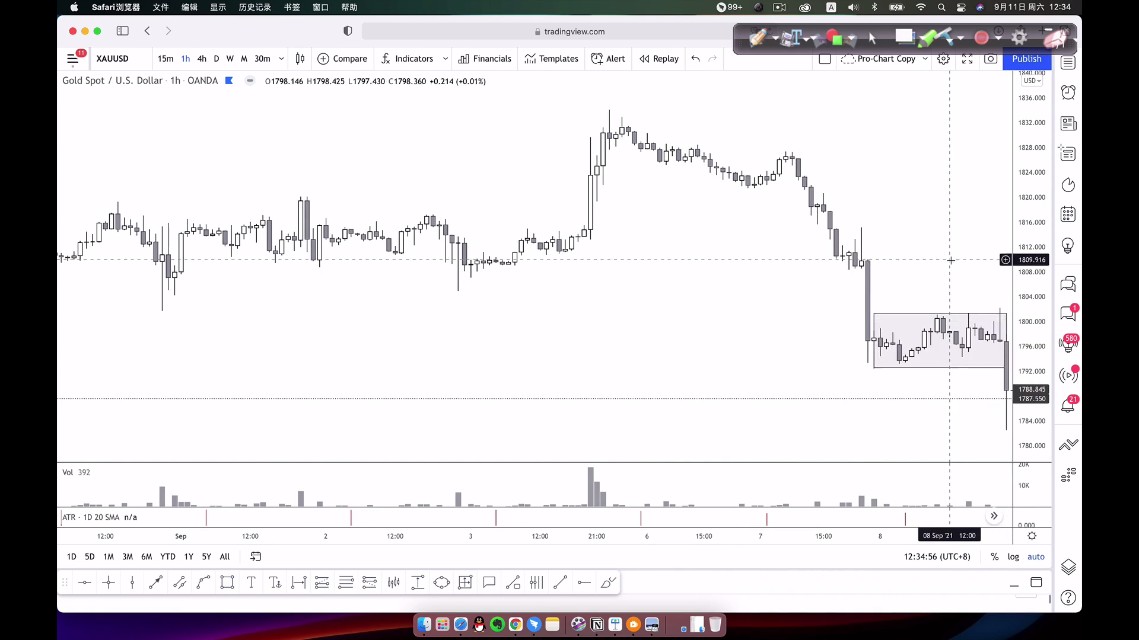 Safari浏览器 文件 编辑 显示 历史记录 书签 窗口 帮助 99+ A 9月11日 周六 12:34
tradingview.com
11 XAUUSD 15m 1h 4h D W M 30m Compare Indicators Financials Templates Alert Replay Pro-Chart Copy Publish
Gold Spot / U.S. Dollar · 1h · OANDA O1798.146 H1798.425 L1797.430 C1798.360 +0.214 (+0.01%)
1840.000
USD
1836.000
1832.000
1828.000
1824.000
1820.000
1816.000
1812.000
1809.916
1808.000
1804.000
1800.000
1796.000
1792.000
1788.845
1787.550
1784.000
1780.000
1
580
21
Vol 392
20K
10K
ATR · 1D 20 SMA n/a
0.000
12:00 Sep 12:00 2 12:00 3 12:00 21:00 6 15:00 7 15:00 8 08 Sep '21 12:00
1D 5D 1M 3M 6M YTD 1Y 5Y All 12:34:56 (UTC+8) % log auto